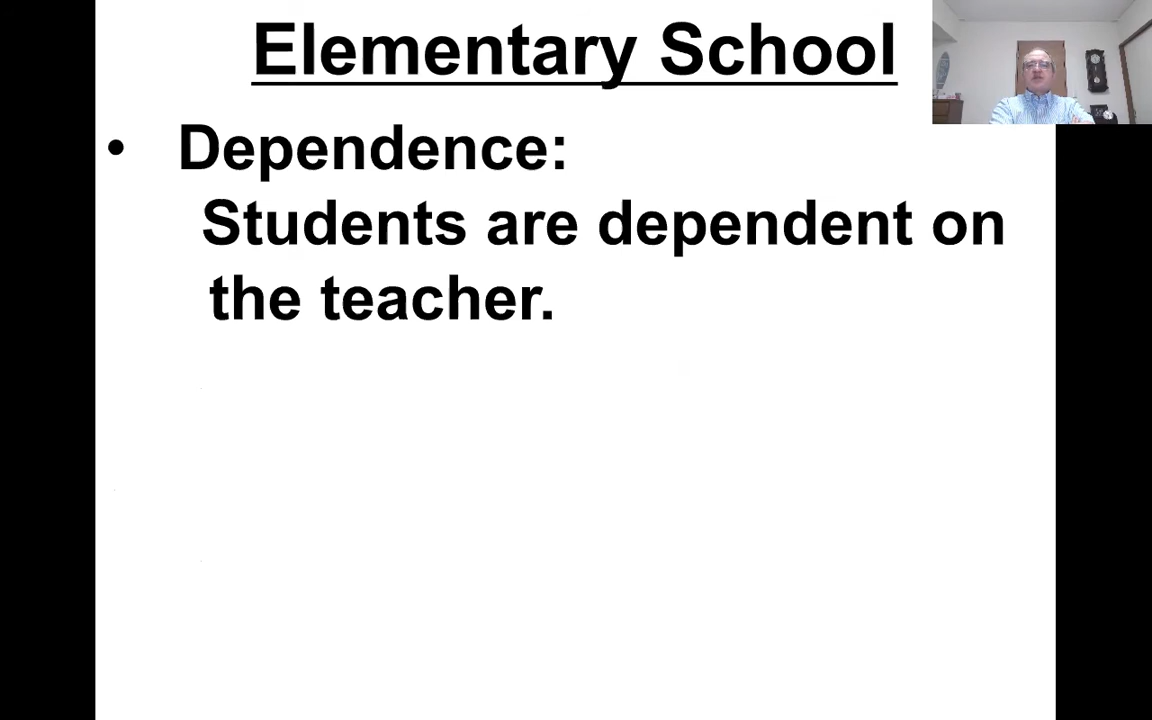 Elementary School
• Dependence:
Students are dependent on
the teacher.